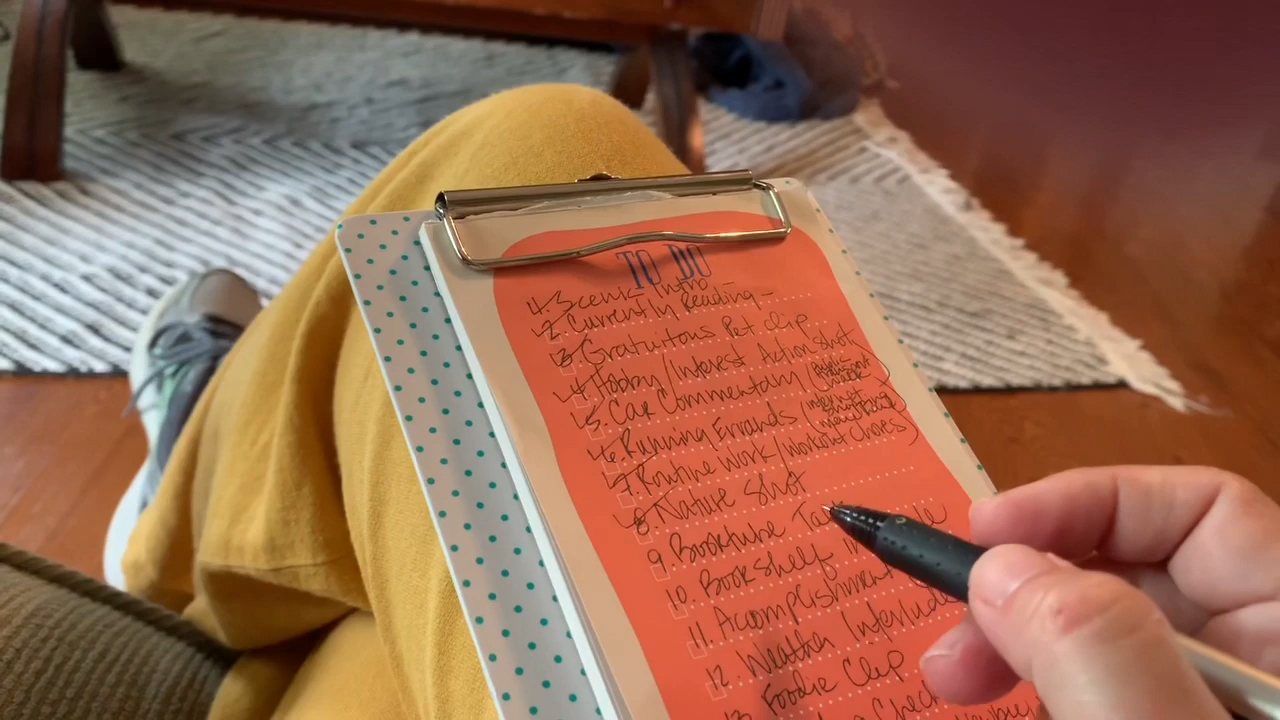 TO DO
1. Scenic Intro
2. Currently Reading
3. Gratuitous Pet clip
4. Hobby/Interest Action shot
5. Car Commentary (
6. Running Errands (
7. Routine Work/Workout Chores)
8. Nature Shot
9. Booktube
10. Bookshelf
11. Accomplishment
12. Weather Interlude
Foodie Clip
Check